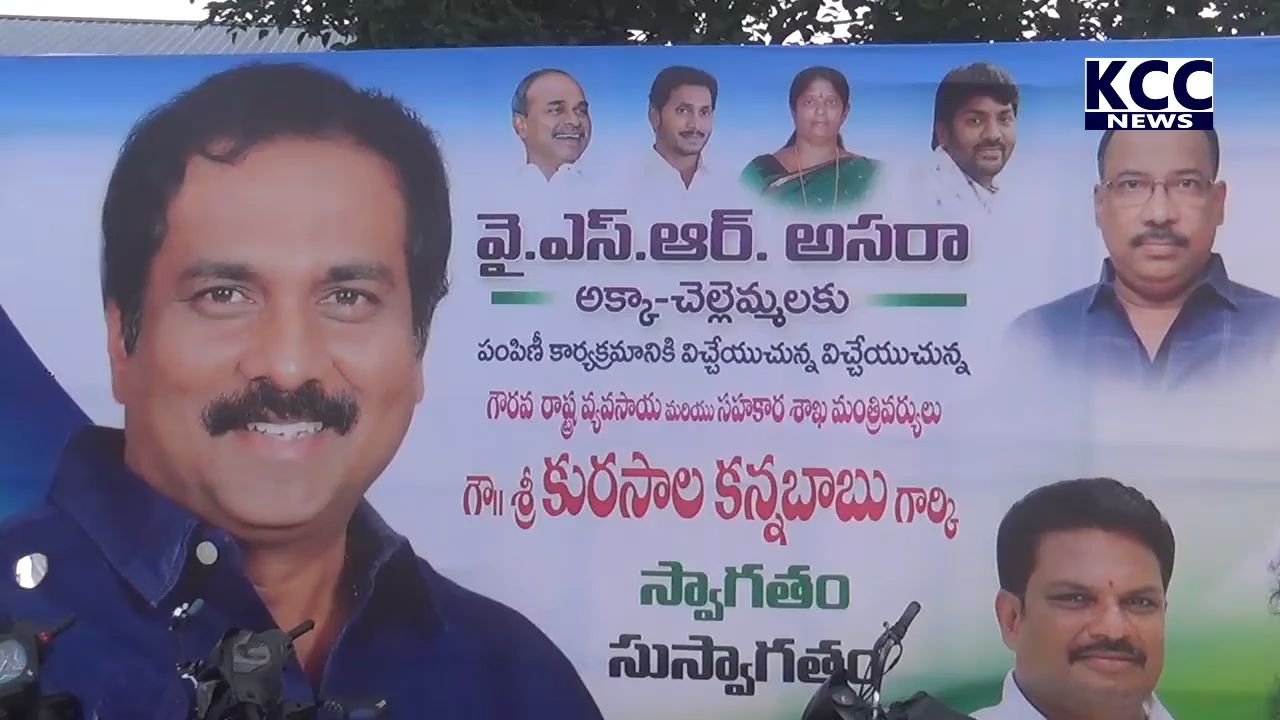 KCC
NEWS
వై.ఎస్.ఆర్. అసరా
అక్కా-చెల్లెమ్మలకు
పంపిణీ కార్యక్రమానికి విచ్చేయుచున్న విచ్చేయుచున్న
గౌరవ రాష్ట్ర వ్యవసాయ మరియు సహకార శాఖ మంత్రివర్యులు
గౌ॥ శ్రీ కురసాల కన్నబాబు గార్కి
స్వాగతం
సుస్వాగతం